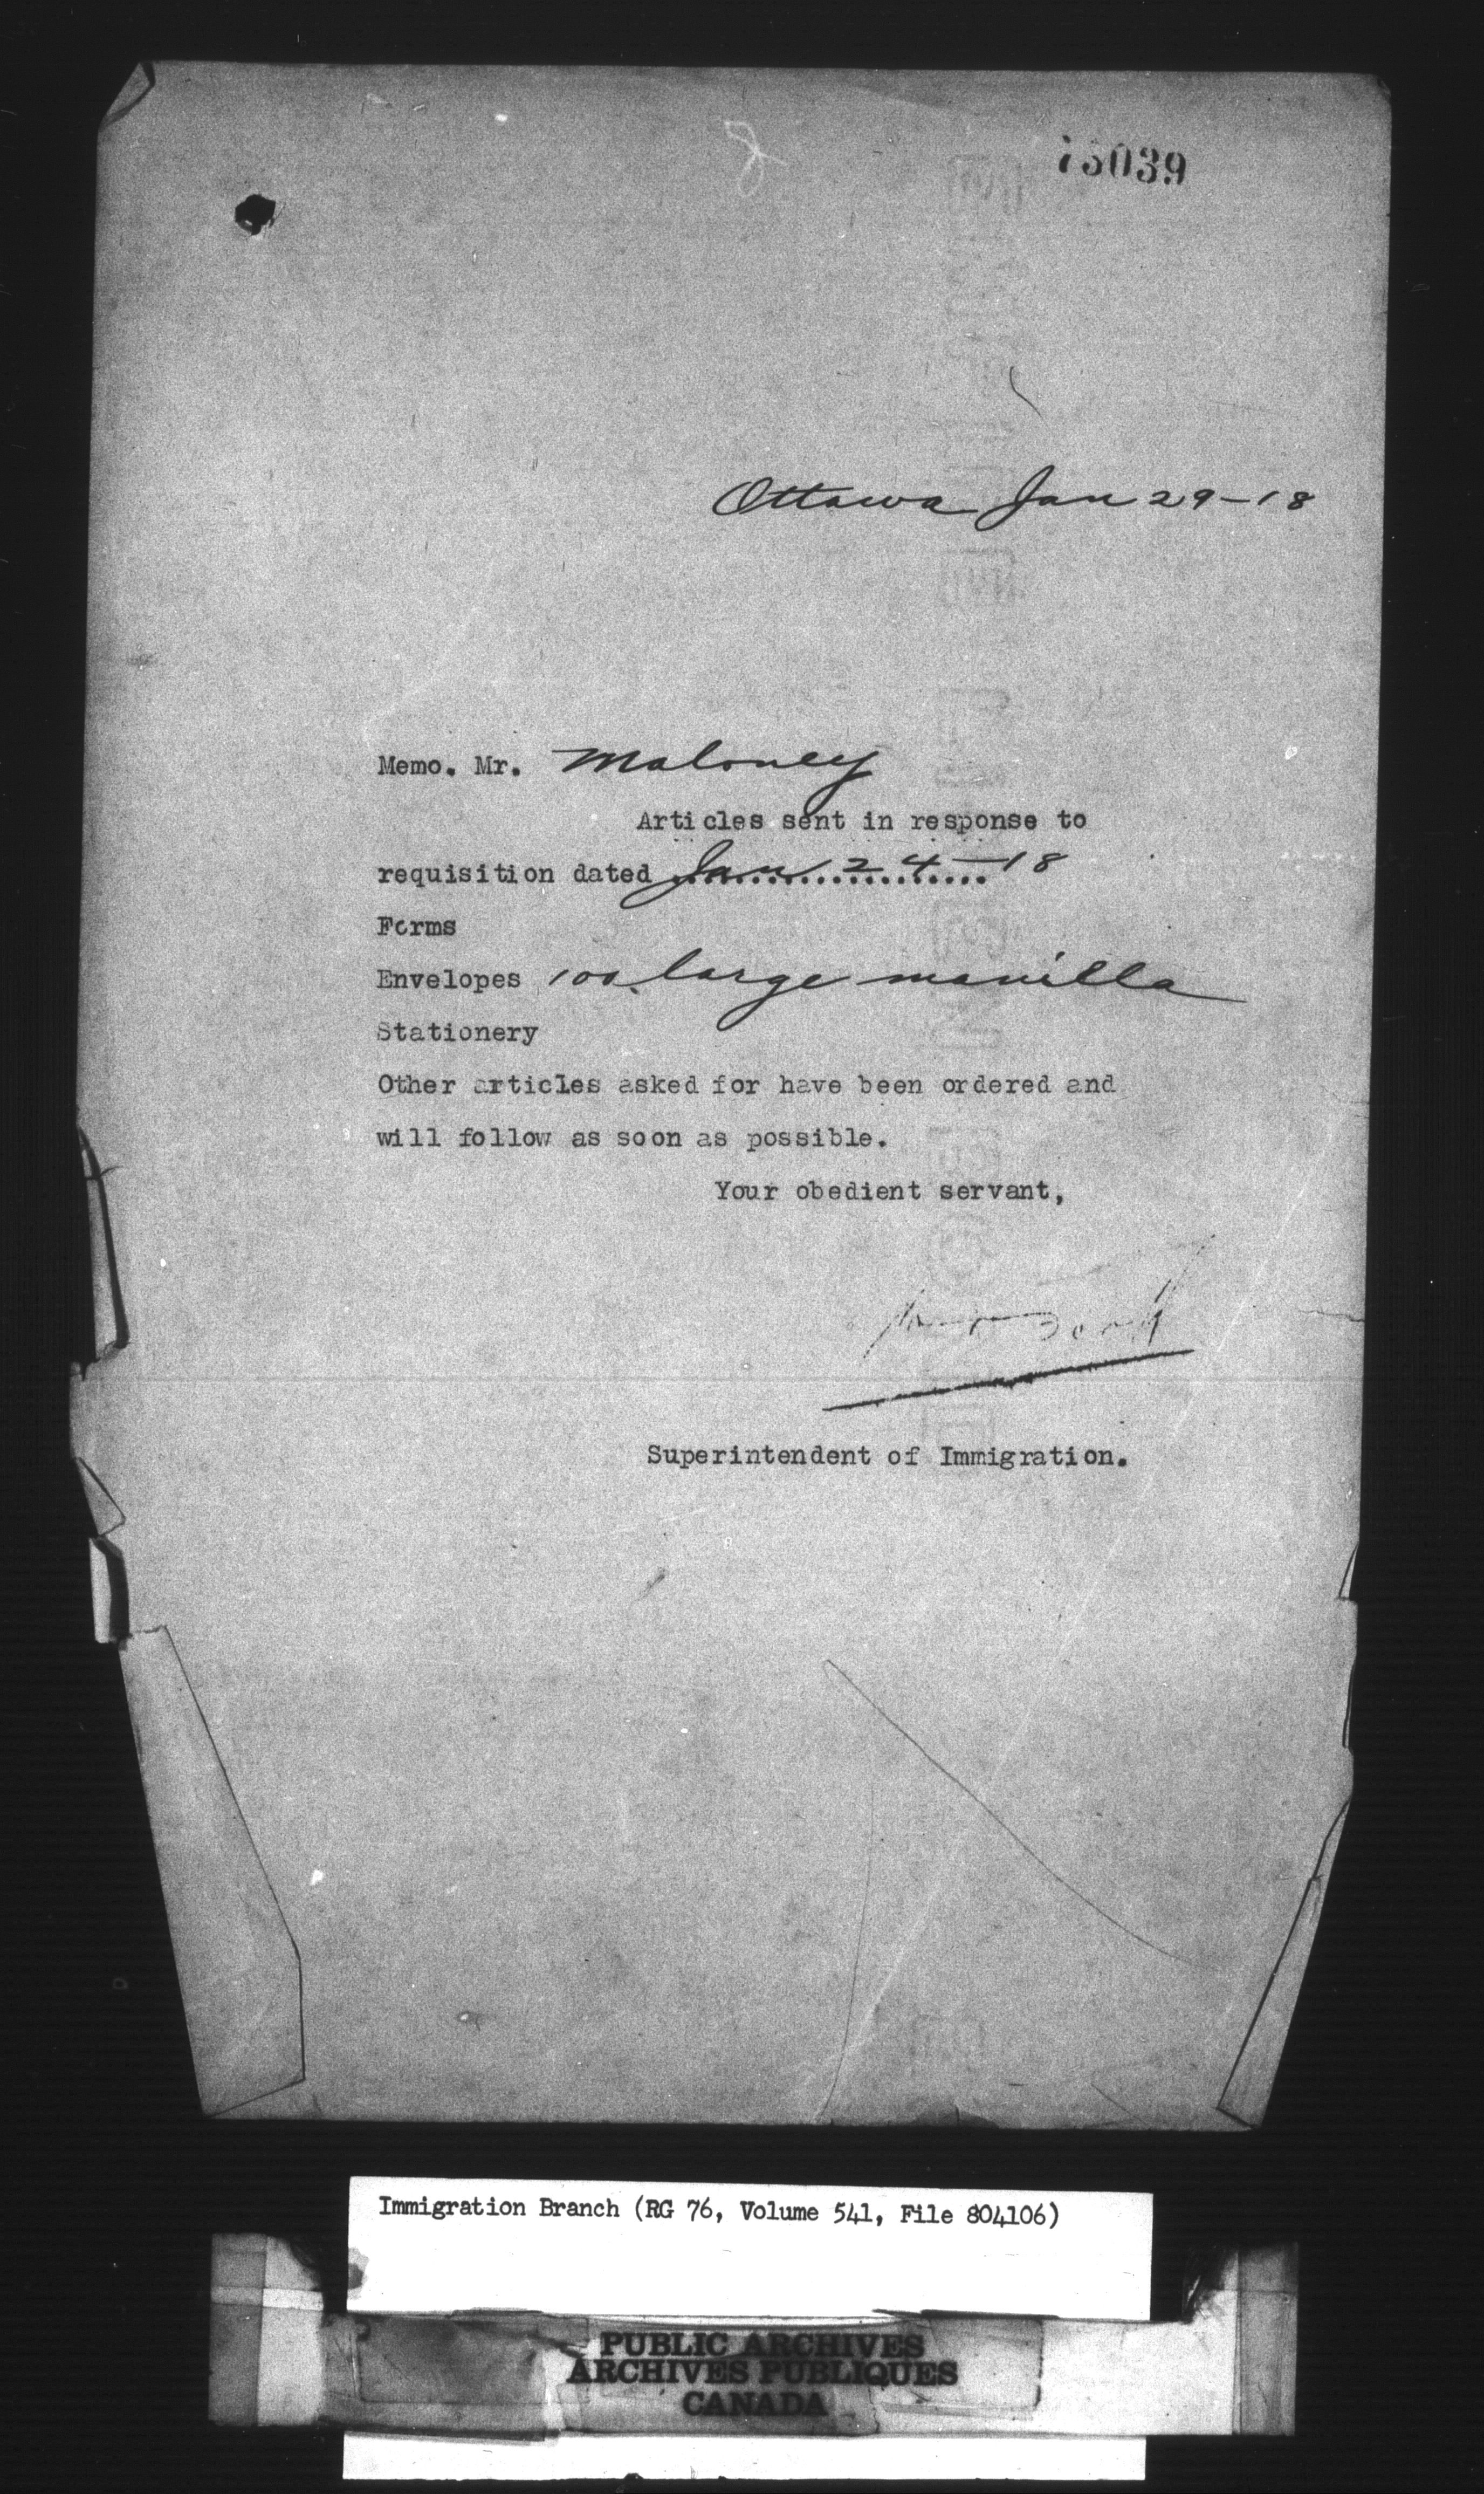 73039
Ottawa Jan 29-18
Memo. Mr. Maloney
Articles sent in response to
requisition dated Jan 24-18
Forms
Envelopes 100 large manilla
Stationery
Other articles asked for have been ordered and
will follow as soon as possible.
Your obedient servant,
Superintendent of Immigration.
Immigration Branch (RG 76, Volume 541, File 804106)
PUBLIC ARCHIVES
ARCHIVES PUBLIQUES
CANADA